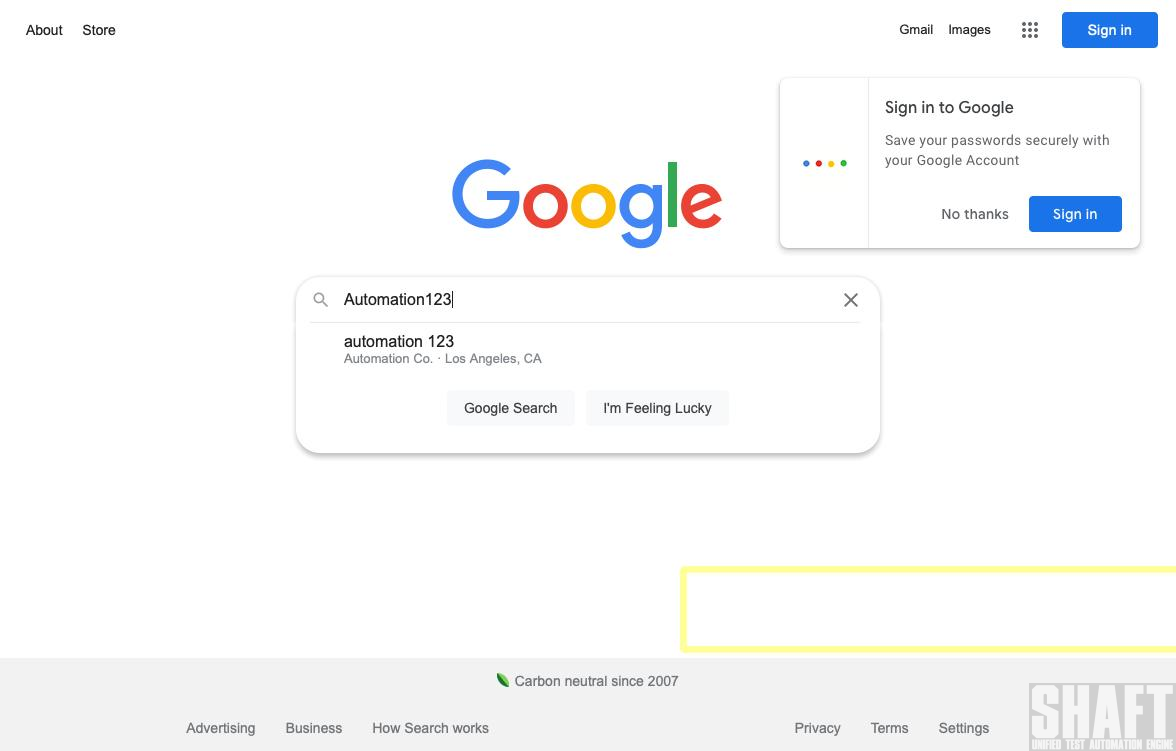 About Store
Gmail Images
Sign in
Sign in to Google
Save your passwords securely with
your Google Account
No thanks
Sign in
Google
Automation123
automation 123
Automation Co. · Los Angeles, CA
Google Search
I'm Feeling Lucky
Carbon neutral since 2007
Advertising Business How Search works
Privacy Terms Settings
SHAFT
UNIFIED TEST AUTOMATION ENGINE